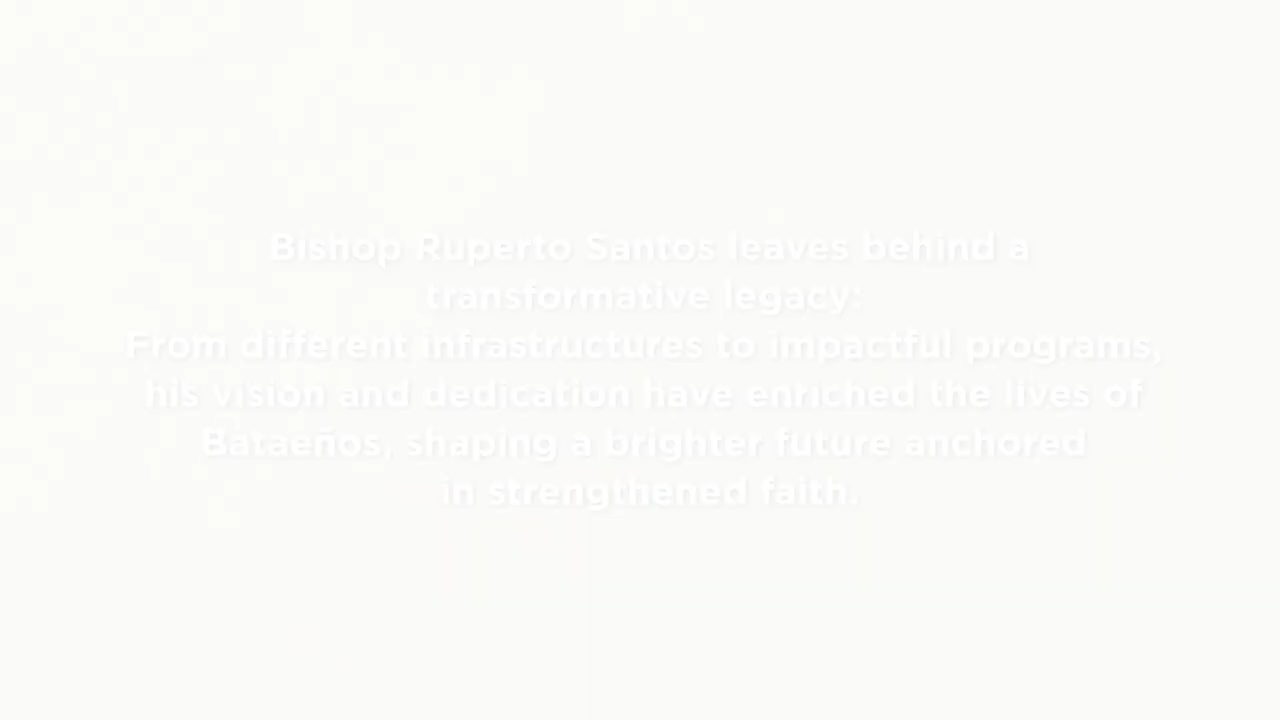 Bishop Ruperto Santos leaves behind a
transformative legacy:
From different infrastructures to impactful programs,
his vision and dedication have enriched the lives of
Bataeños, shaping a brighter future anchored
in strengthened faith.